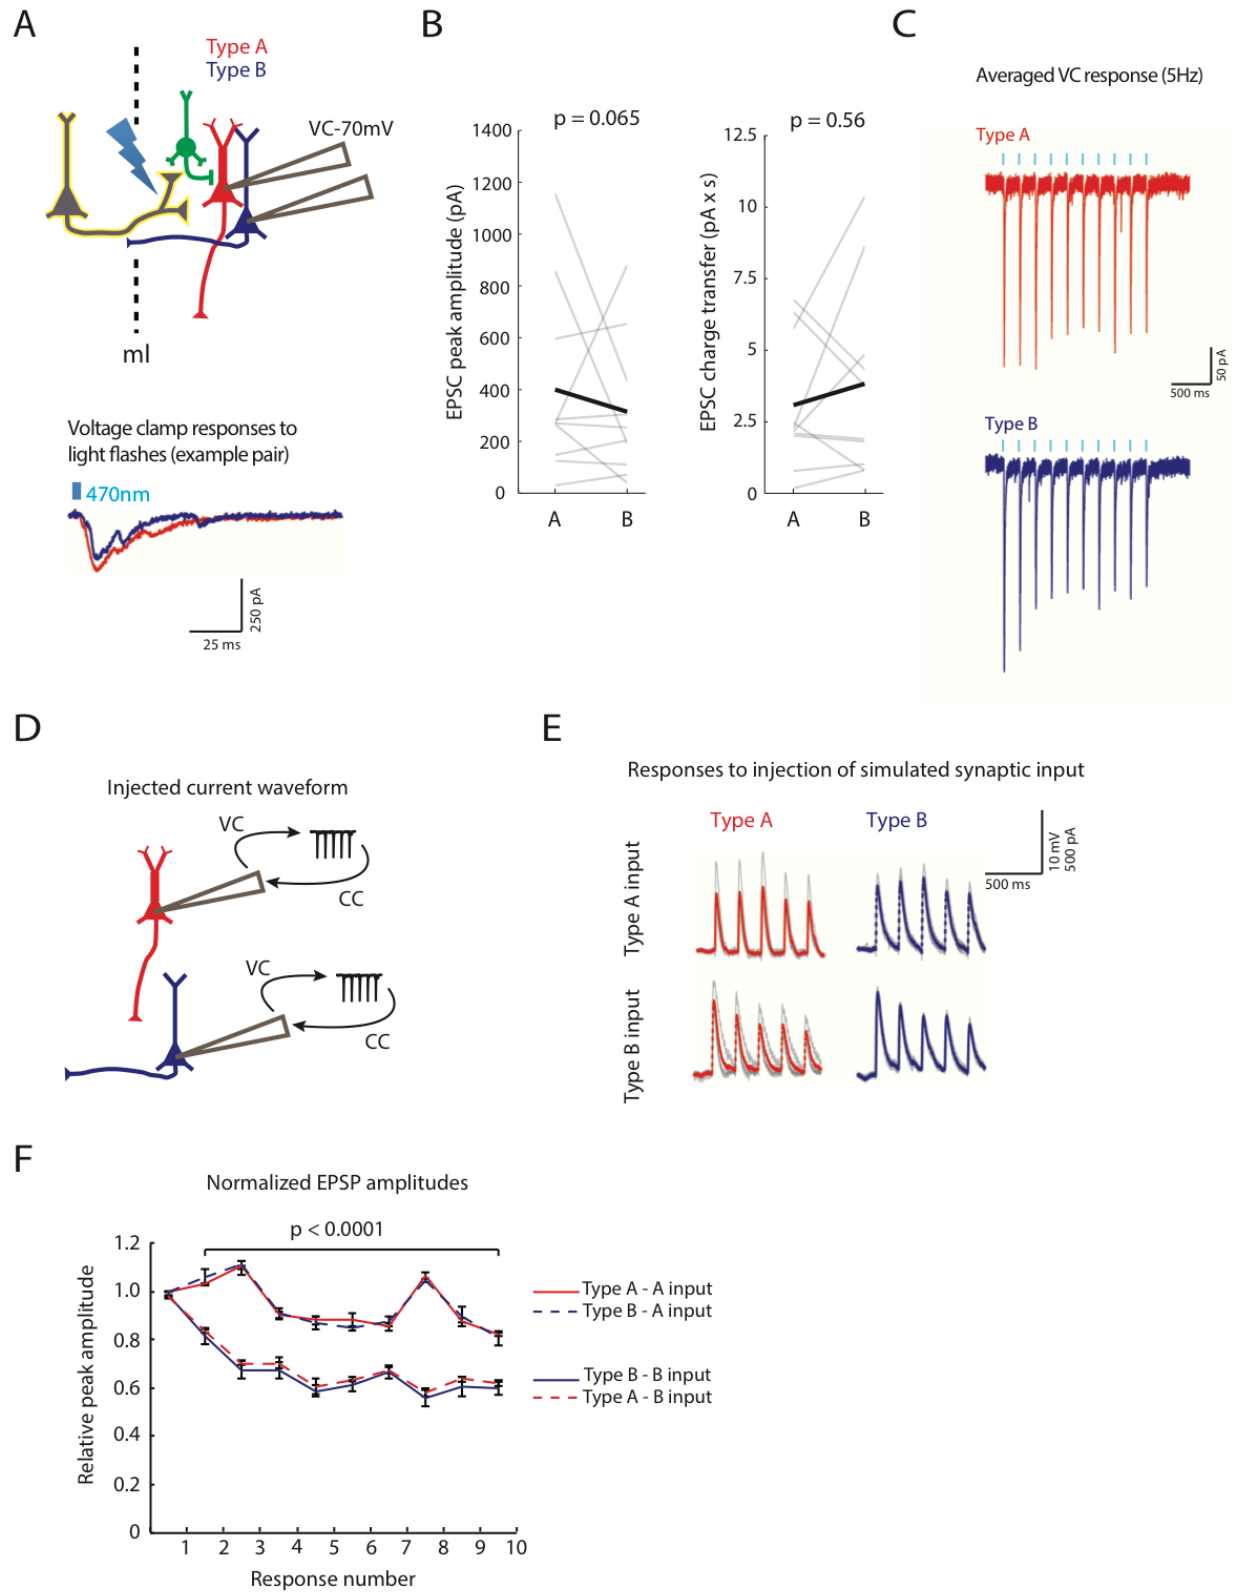 A
Type A
Type B
VC-70mV
ml
Voltage clamp responses to
light flashes (example pair)
470nm
250 pA
25 ms
B
p = 0.065
1400
1200
1000
800
600
400
200
0
EPSC peak amplitude (pA)
A B
p = 0.56
12.5
10
7.5
5
2.5
0
EPSC charge transfer (pA x s)
A B
C
Averaged VC response (5Hz)
Type A
50 pA
500 ms
Type B
D
Injected current waveform
VC
CC
VC
CC
E
Responses to injection of simulated synaptic input
Type A Type B
10 mV
500 pA
500 ms
Type A input
Type B input
F
Normalized EPSP amplitudes
p < 0.0001
1.2
1.0
0.8
0.6
0.4
0.2
0
Relative peak amplitude
1 2 3 4 5 6 7 8 9 10
Response number
Type A - A input
Type B - A input
Type B - B input
Type A - B input